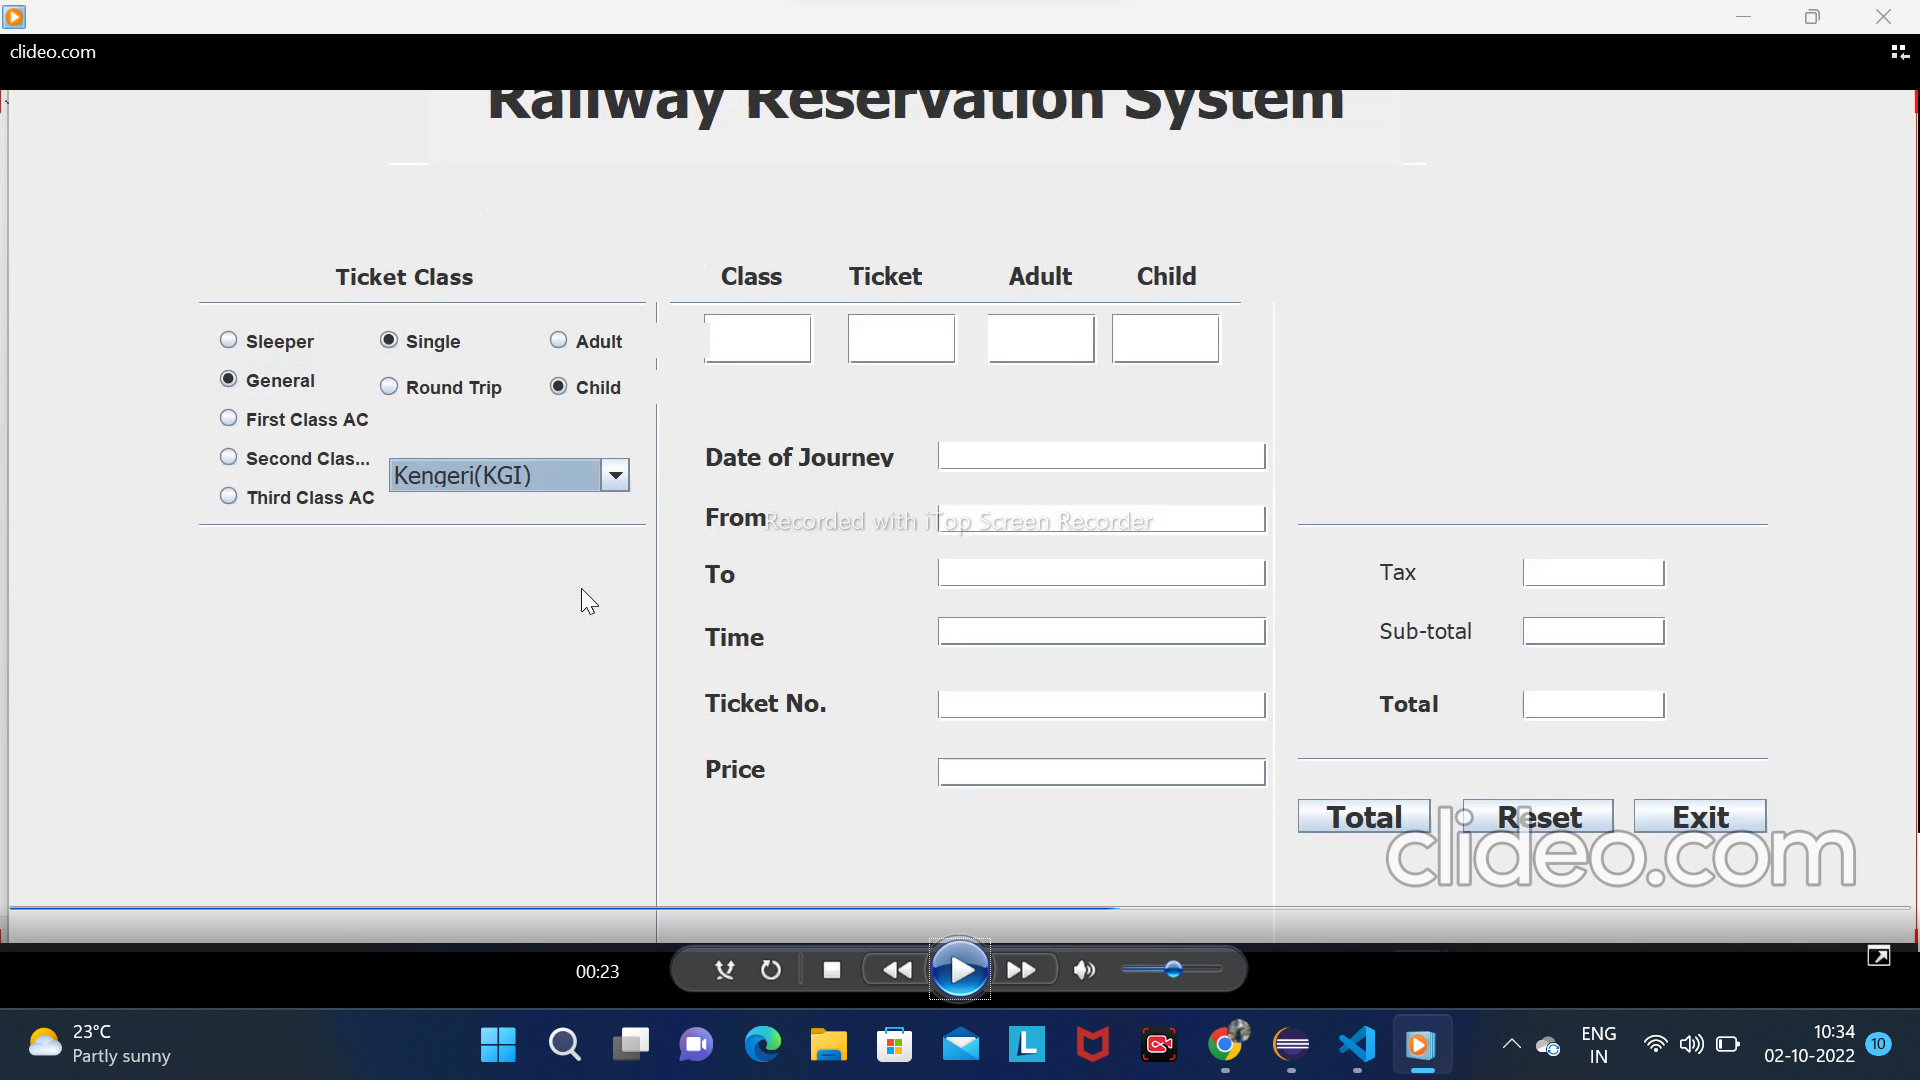 clideo.com
Railway Reservation System
Ticket Class
Class Ticket Adult Child
Sleeper Single Adult
General Round Trip Child
First Class AC
Second Clas...
Kengeri(KGI)
Third Class AC
Date of Journey
From
Recorded with iTop Screen Recorder
To
Time
Ticket No.
Price
Tax
Sub-total
Total
Total Reset Exit
clideo.com
00:23
23°C
Partly sunny
ENG
IN
10:34
02-10-2022
10